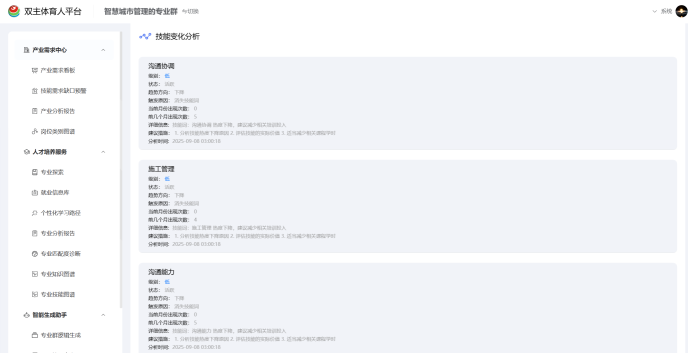 双主体育人平台
智慧城市管理的专业群 切换
系统
产业需求中心
产业需求看板
技能需求缺口预警
产业分析报告
岗位类别图谱
人才培养服务
专业探索
就业信息库
个性化学习路径
专业分析报告
专业匹配度诊断
专业知识图谱
专业技能图谱
智能生成助手
专业群逻辑生成
技能变化分析
沟通协调
级别： 低
状态： 活跃
趋势方向： 下降
触发原因： 消失技能词
当前月份出现次数： 0
前几个月出现次数： 5
详细信息： 技能词：沟通协调 热度下降，建议减少相关培训投入
建议措施： 1. 分析技能热度下降原因 2. 评估技能的实际价值 3. 适当减少相关课程学时
分析时间: 2025-09-08 01:00:18
施工管理
级别： 低
状态： 活跃
趋势方向： 下降
触发原因： 消失技能词
当前月份出现次数： 0
前几个月出现次数： 4
详细信息： 技能词：施工管理 热度下降，建议减少相关培训投入
建议措施： 1. 分析技能热度下降原因 2. 评估技能的实际价值 3. 适当减少相关课程学时
分析时间: 2025-09-08 01:00:18
沟通能力
级别： 低
状态： 活跃
趋势方向： 下降
触发原因： 消失技能词
当前月份出现次数： 0
前几个月出现次数： 5
详细信息： 技能词：沟通能力 热度下降，建议减少相关培训投入
建议措施： 1. 分析技能热度下降原因 2. 评估技能的实际价值 3. 适当减少相关课程学时
分析时间: 2025-09-08 01:00:18